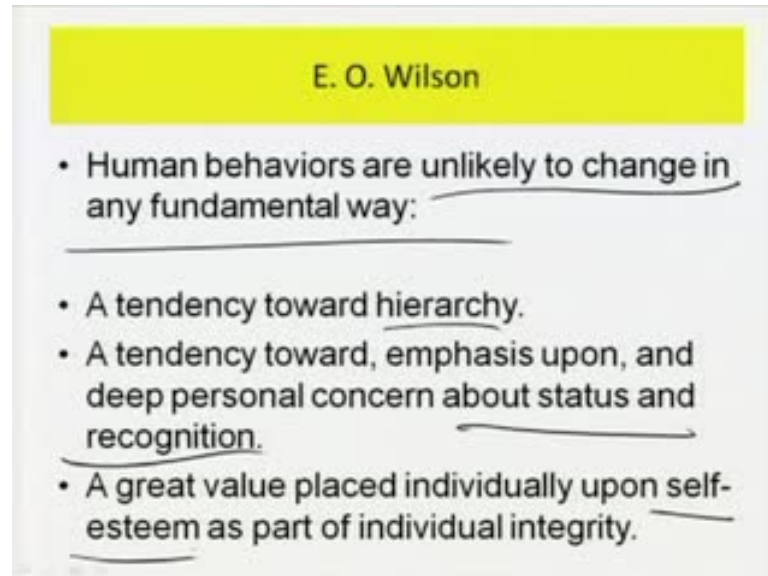 E. O. Wilson
• Human behaviors are unlikely to change in
any fundamental way:
• A tendency toward hierarchy.
• A tendency toward, emphasis upon, and
deep personal concern about status and
recognition.
• A great value placed individually upon self-
esteem as part of individual integrity.